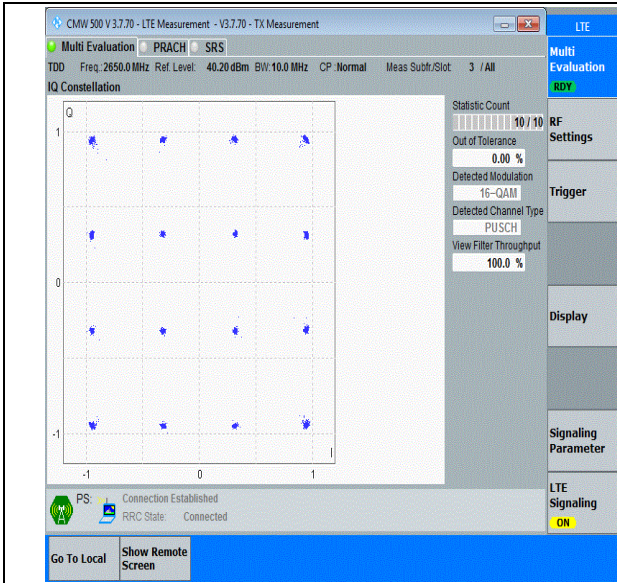 CMW 500 V 3.7.70 - LTE Measurement - V3.7.70 - TX Measurement
LTE
Multi Evaluation PRACH SRS
TDD Freq.:2650.0 MHz Ref. Level: 40.20 dBm BW:10.0 MHz CP :Normal Meas Subfr./Slot: 3 / All
IQ Constellation
Q
1
0
-1
-1 0 1
I
Statistic Count
10 / 10
Out of Tolerance
0.00 %
Detected Modulation
16-QAM
Detected Channel Type
PUSCH
View Filter Throughput
100.0 %
Multi
Evaluation
RDY
RF
Settings
Trigger
Display
Signaling
Parameter
LTE
Signaling
ON
PS: Connection Established
RRC State: Connected
Go To Local
Show Remote
Screen